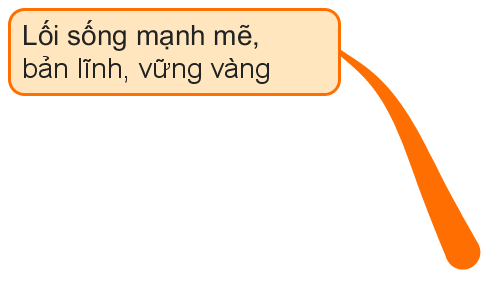 Lối sống mạnh mẽ,
bản lĩnh, vững vàng